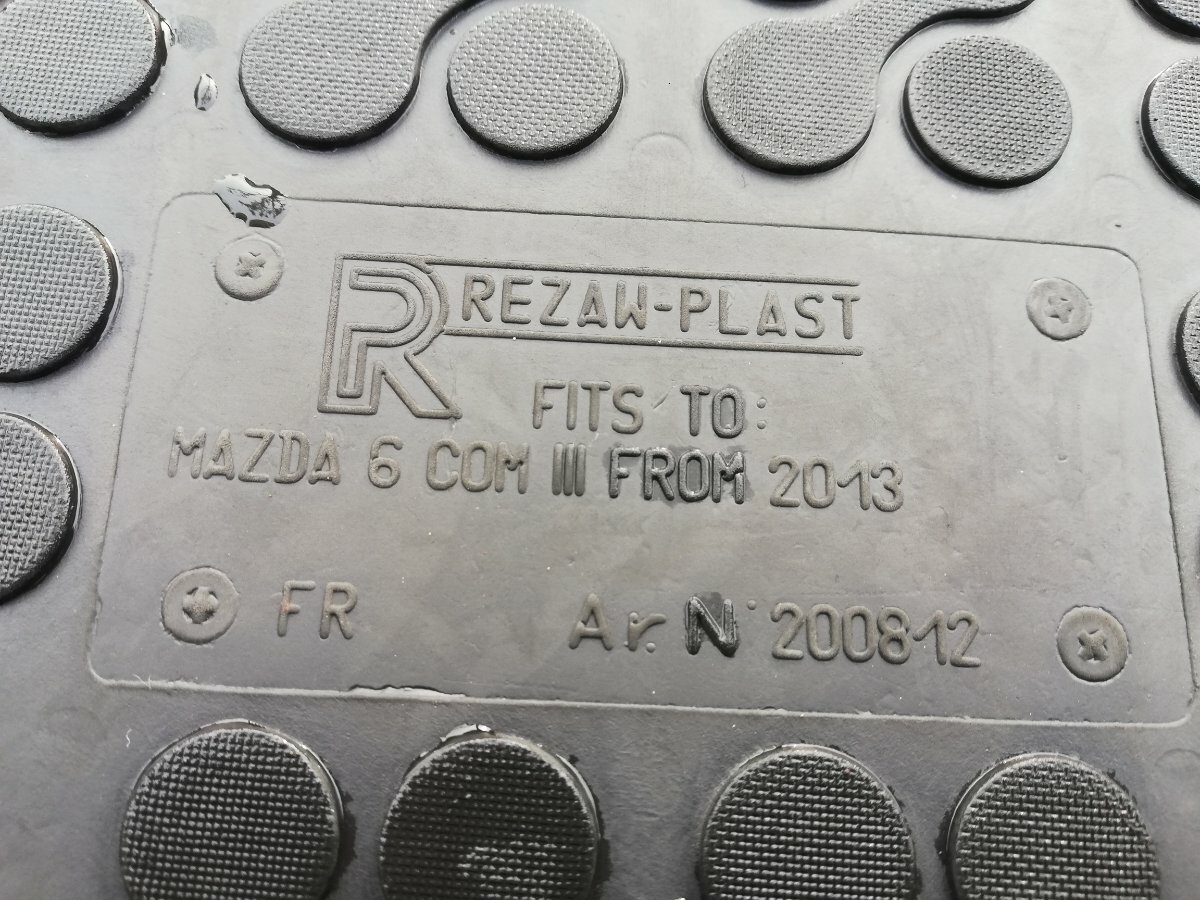 R REZAW-PLAST
FITS TO:
MAZDA 6 COM III FROM 2013
FR Ar. N° 200812